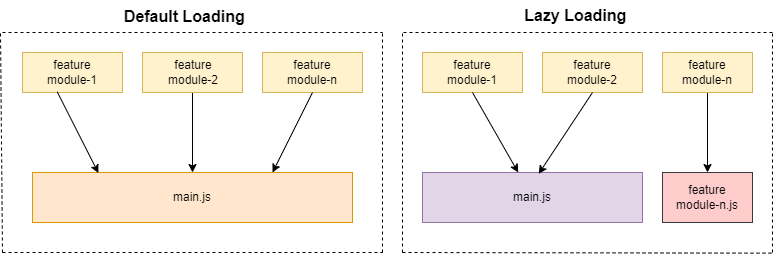 Default Loading
feature
module-1
feature
module-2
feature
module-n
main.js
Lazy Loading
feature
module-1
feature
module-2
feature
module-n
main.js
feature
module-n.js